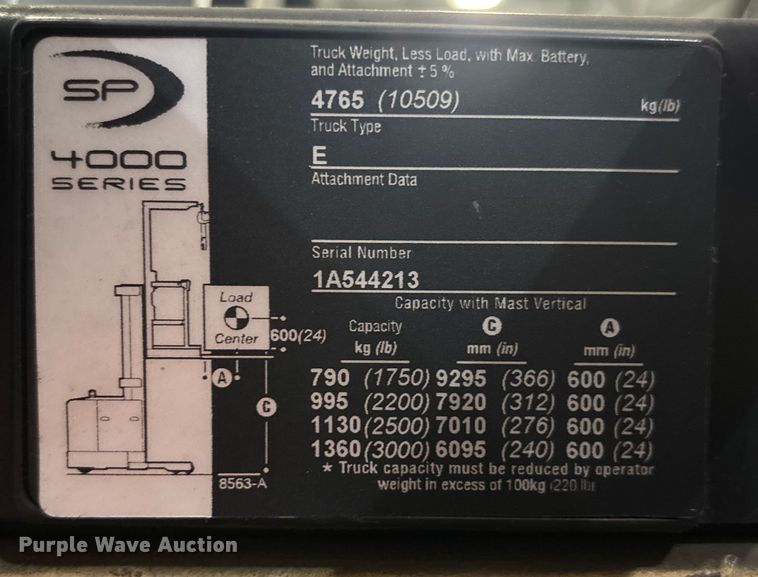 SP
4000
SERIES
Truck Weight, Less Load, with Max. Battery,
and Attachment ± 5 %
4765 (10509) kg(lb)
Truck Type
E
Attachment Data
Serial Number
1A544213
Capacity with Mast Vertical
Load
Center
600(24)
A
C
8563-A
Capacity C A
kg (lb) mm (in) mm (in)
790 (1750) 9295 (366) 600 (24)
995 (2200) 7920 (312) 600 (24)
1130 (2500) 7010 (276) 600 (24)
1360 (3000) 6095 (240) 600 (24)
* Truck capacity must be reduced by operator
weight in excess of 100kg (220 lb)
Purple Wave Auction